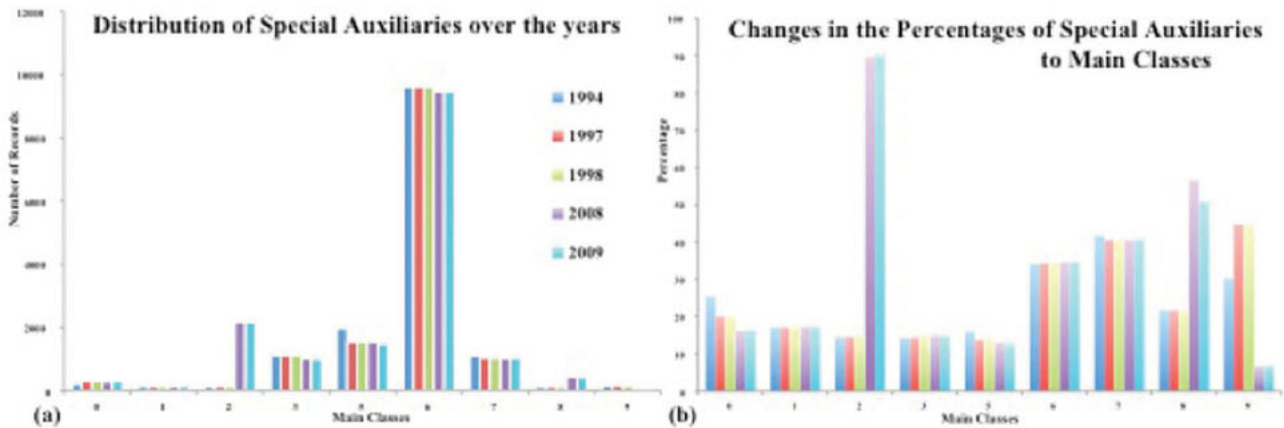 Distribution of Special Auxiliaries over the years
12000
10000
8000
6000
4000
2000
0
Number of Records
1994
1997
1998
2008
2009
0 1 2 3 5 6 7 8 9
Main Classes
(a)
Changes in the Percentages of Special Auxiliaries
to Main Classes
100
90
80
70
60
50
40
30
20
10
0
Percentage
0 1 2 3 5 6 7 8 9
Main Classes
(b)